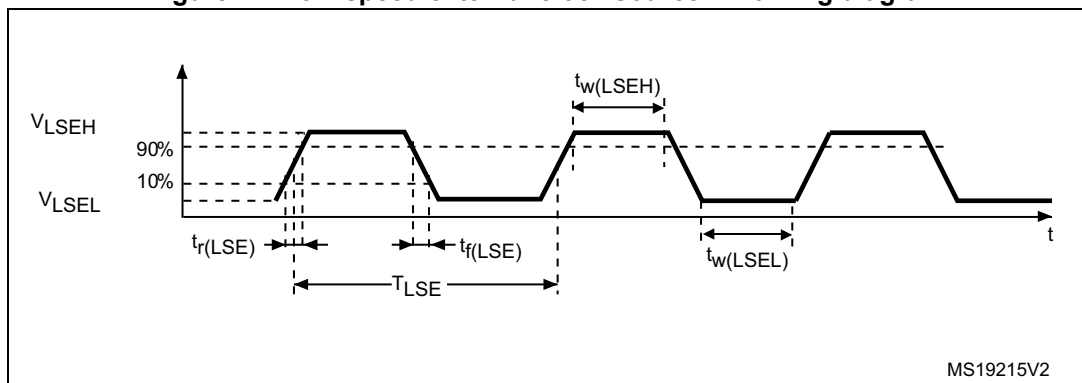 t_w(LSEH)
V_LSEH
90%
10%
V_LSEL
t_r(LSE)
t_f(LSE)
t_w(LSEL)
t
T_LSE
MS19215V2